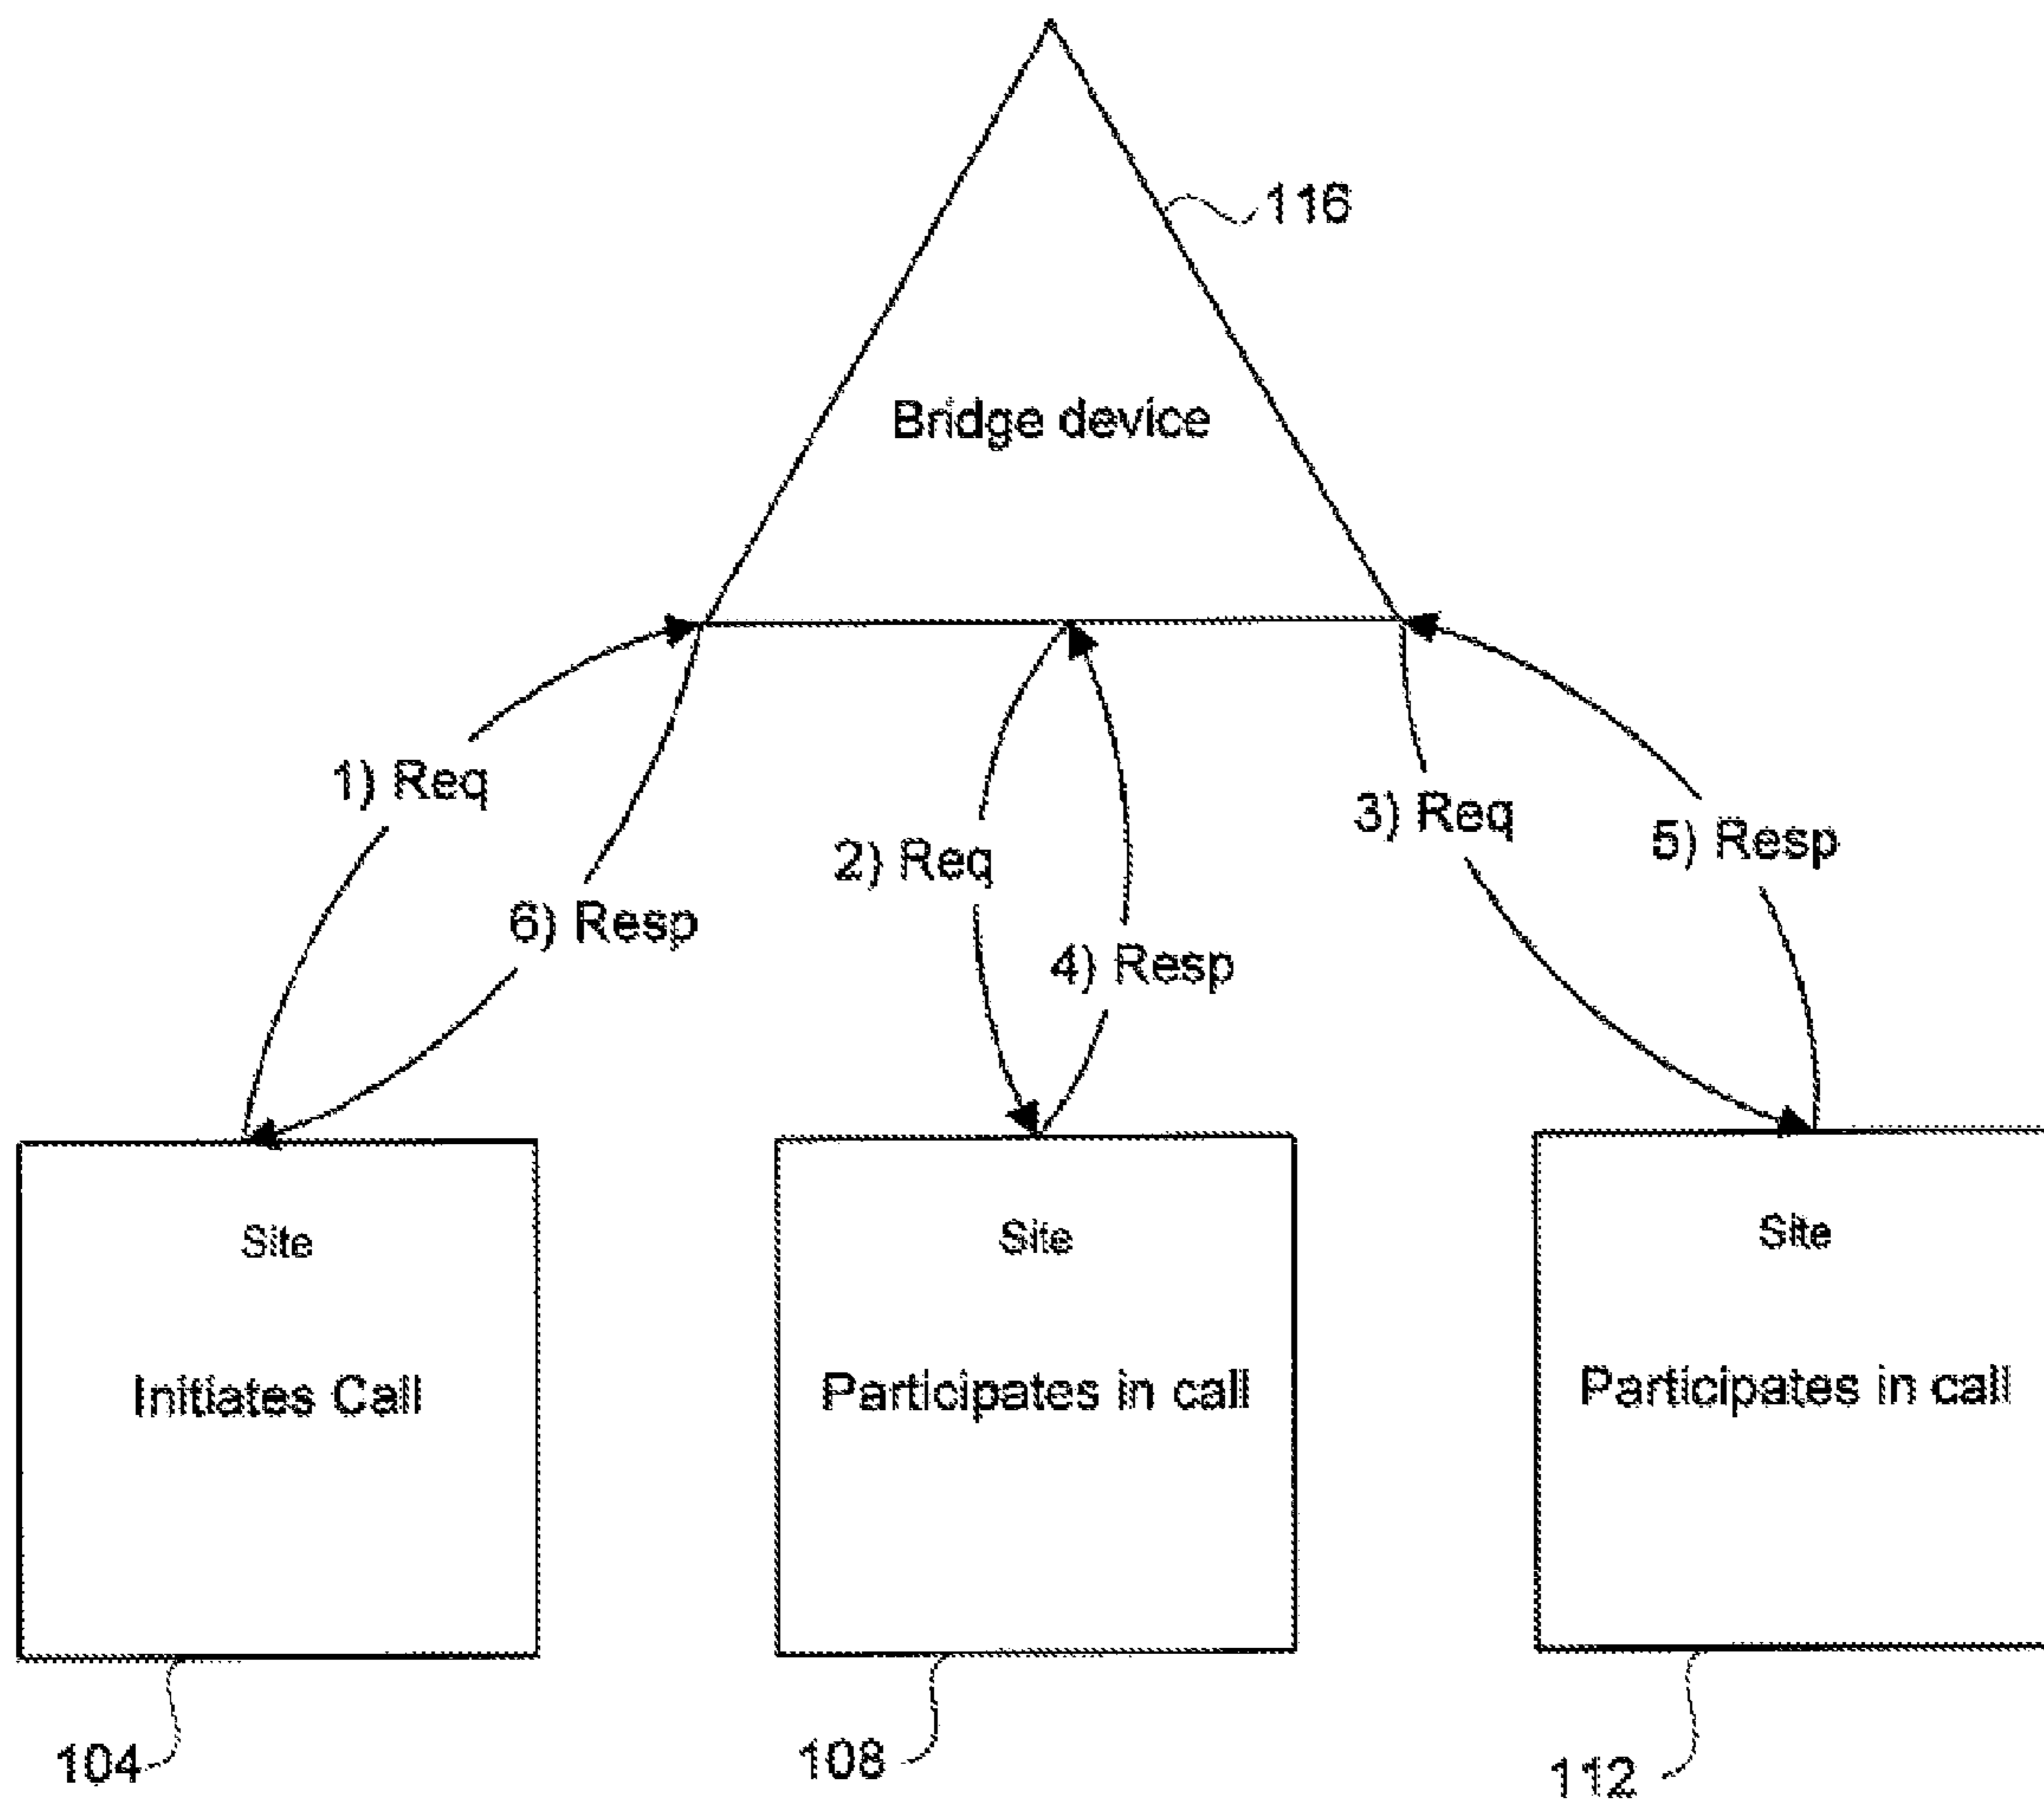 116
Bridge device
1) Req
6) Resp
2) Req
4) Resp
3) Req
5) Resp
Site
Initiates Call
Site
Participates in call
Site
Participates in call
104
108
112